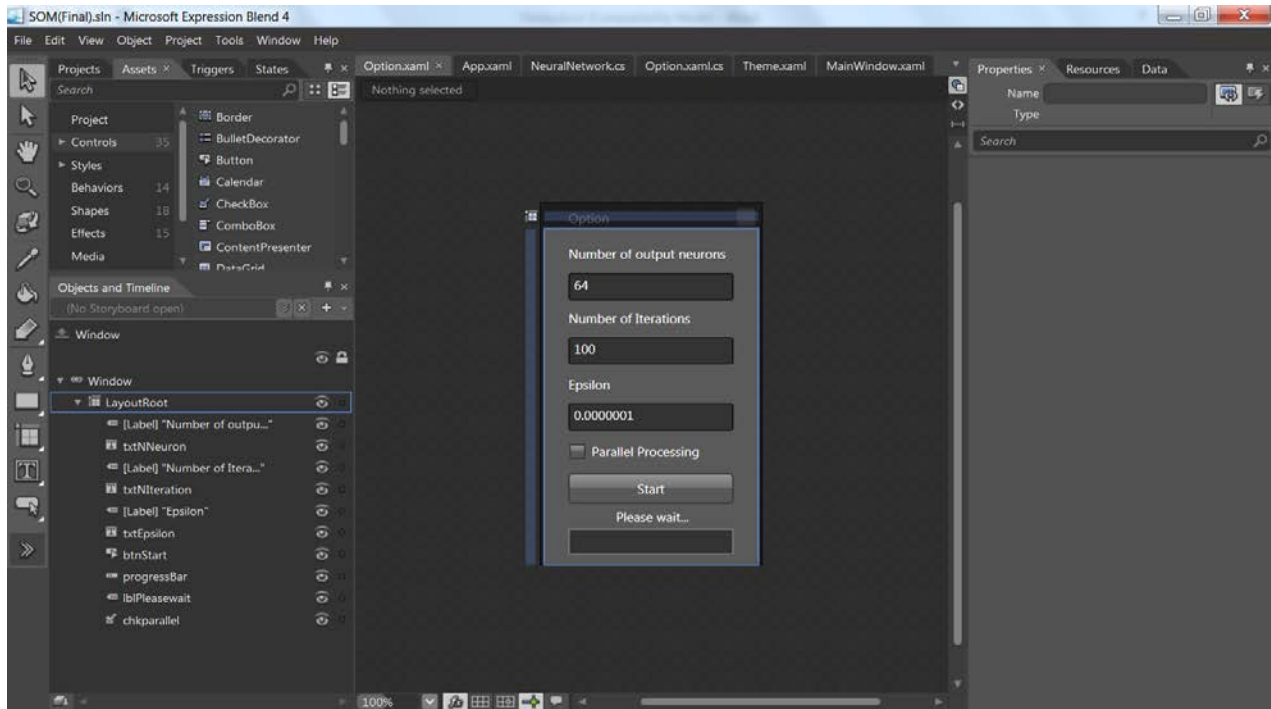 SOM(Final).sln - Microsoft Expression Blend 4
File Edit View Object Project Tools Window Help
Projects Assets × Triggers States
Search
Project
Controls 35
Styles
Behaviors 14
Shapes 18
Effects 15
Media
Border
BulletDecorator
Button
Calendar
CheckBox
ComboBox
ContentPresenter
DataGrid
Objects and Timeline
(No Storyboard open)
Window
Window
LayoutRoot
[Label] "Number of outpu..."
txtNNeuron
[Label] "Number of Itera..."
txtNIteration
[Label] "Epsilon"
txtEpsilon
btnStart
progressBar
lblPleasewait
chkparallel
Option.xaml × App.xaml NeuralNetwork.cs Option.xaml.cs Theme.xaml MainWindow.xaml
Nothing selected
Option
Number of output neurons
64
Number of Iterations
100
Epsilon
0.0000001
Parallel Processing
Start
Please wait...
100%
Properties × Resources Data
Name
Type
Search